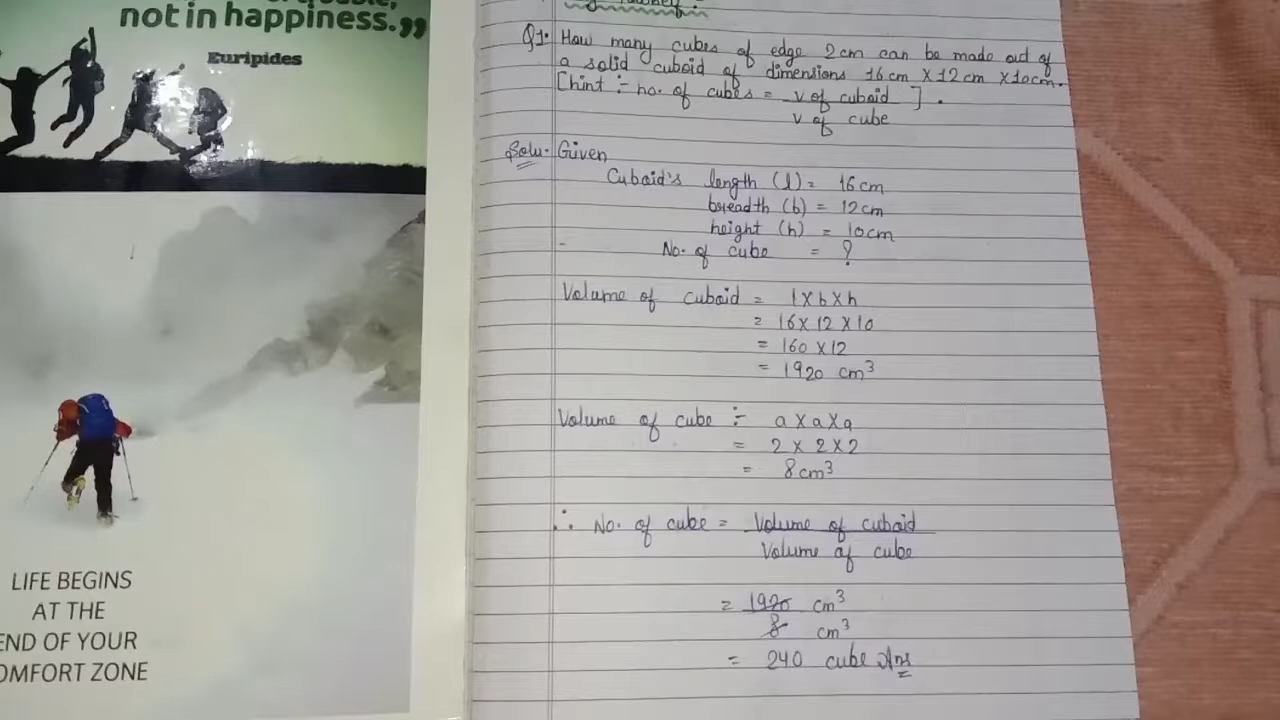 not in happiness.”
Euripides
LIFE BEGINS
AT THE
END OF YOUR
OMFORT ZONE
Q1. How many cubes of edge 2cm can be made out of
a solid cuboid of dimensions 16cm X 12cm X 10cm.
[hint :- no. of cubes = v of cuboid ] .
v of cube
Solu. Given
Cuboid's length (l) = 16cm
breadth (b) = 12cm
height (h) = 10cm
No. of cube = ?
Volume of cuboid = l X b X h
= 16 X 12 X 10
= 160 X 12
= 1920 cm³
Volume of cube :- a X a X a
= 2 X 2 X 2
= 8cm³
∴ No. of cube = Volume of cuboid
Volume of cube
= 1920 cm³
8 cm³
= 240 cube Ans